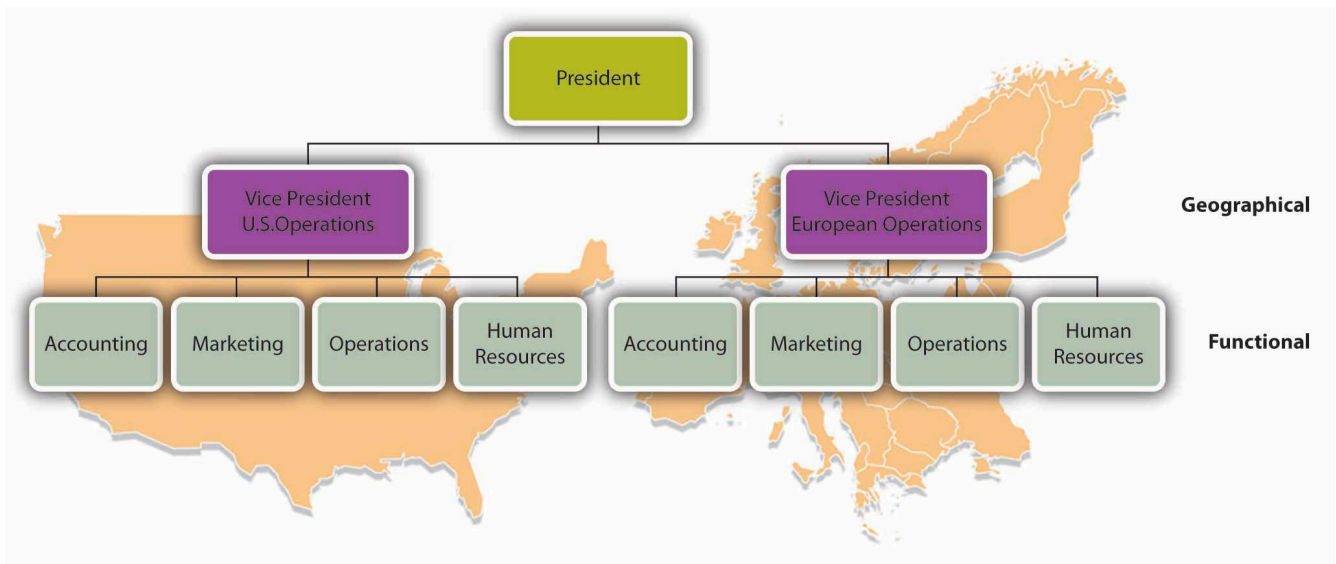 President
Vice President
U.S.Operations
Vice President
European Operations
Geographical
Accounting
Marketing
Operations
Human
Resources
Accounting
Marketing
Operations
Human
Resources
Functional